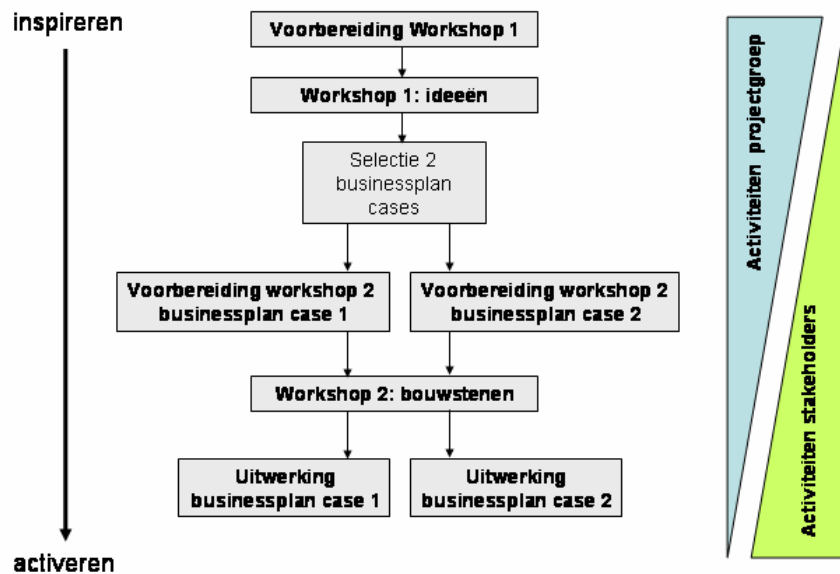 inspireren
Voorbereiding Workshop 1
Workshop 1: ideeën
Selectie 2
businessplan
cases
Voorbereiding workshop 2
businessplan case 1
Voorbereiding workshop 2
businessplan case 2
Workshop 2: bouwstenen
Uitwerking
businessplan case 1
Uitwerking
businessplan case 2
activeren
Activiteiten projectgroep
Activiteiten stakeholders